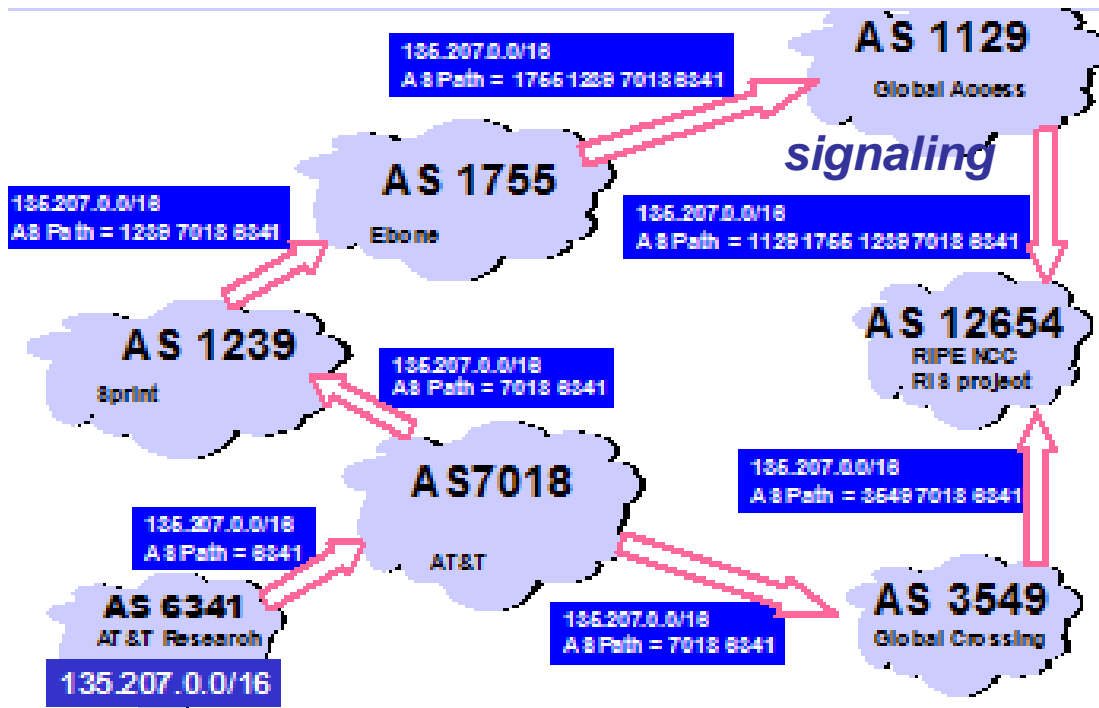 135.207.0.0/16
AS Path = 1755 1239 7018 6341
AS 1129
Global Access
signaling
AS 1755
Ebone
135.207.0.0/16
AS Path = 1239 7018 6341
135.207.0.0/16
AS Path = 1129 1755 1239 7018 6341
AS 1239
Sprint
135.207.0.0/16
AS Path = 7018 6341
AS 12654
RIPE NCC
RIS project
AS7018
AT&T
135.207.0.0/16
AS Path = 3549 7018 6341
135.207.0.0/16
AS Path = 6341
AS 6341
AT&T Research
135.207.0.0/16
135.207.0.0/16
AS Path = 7018 6341
AS 3549
Global Crossing